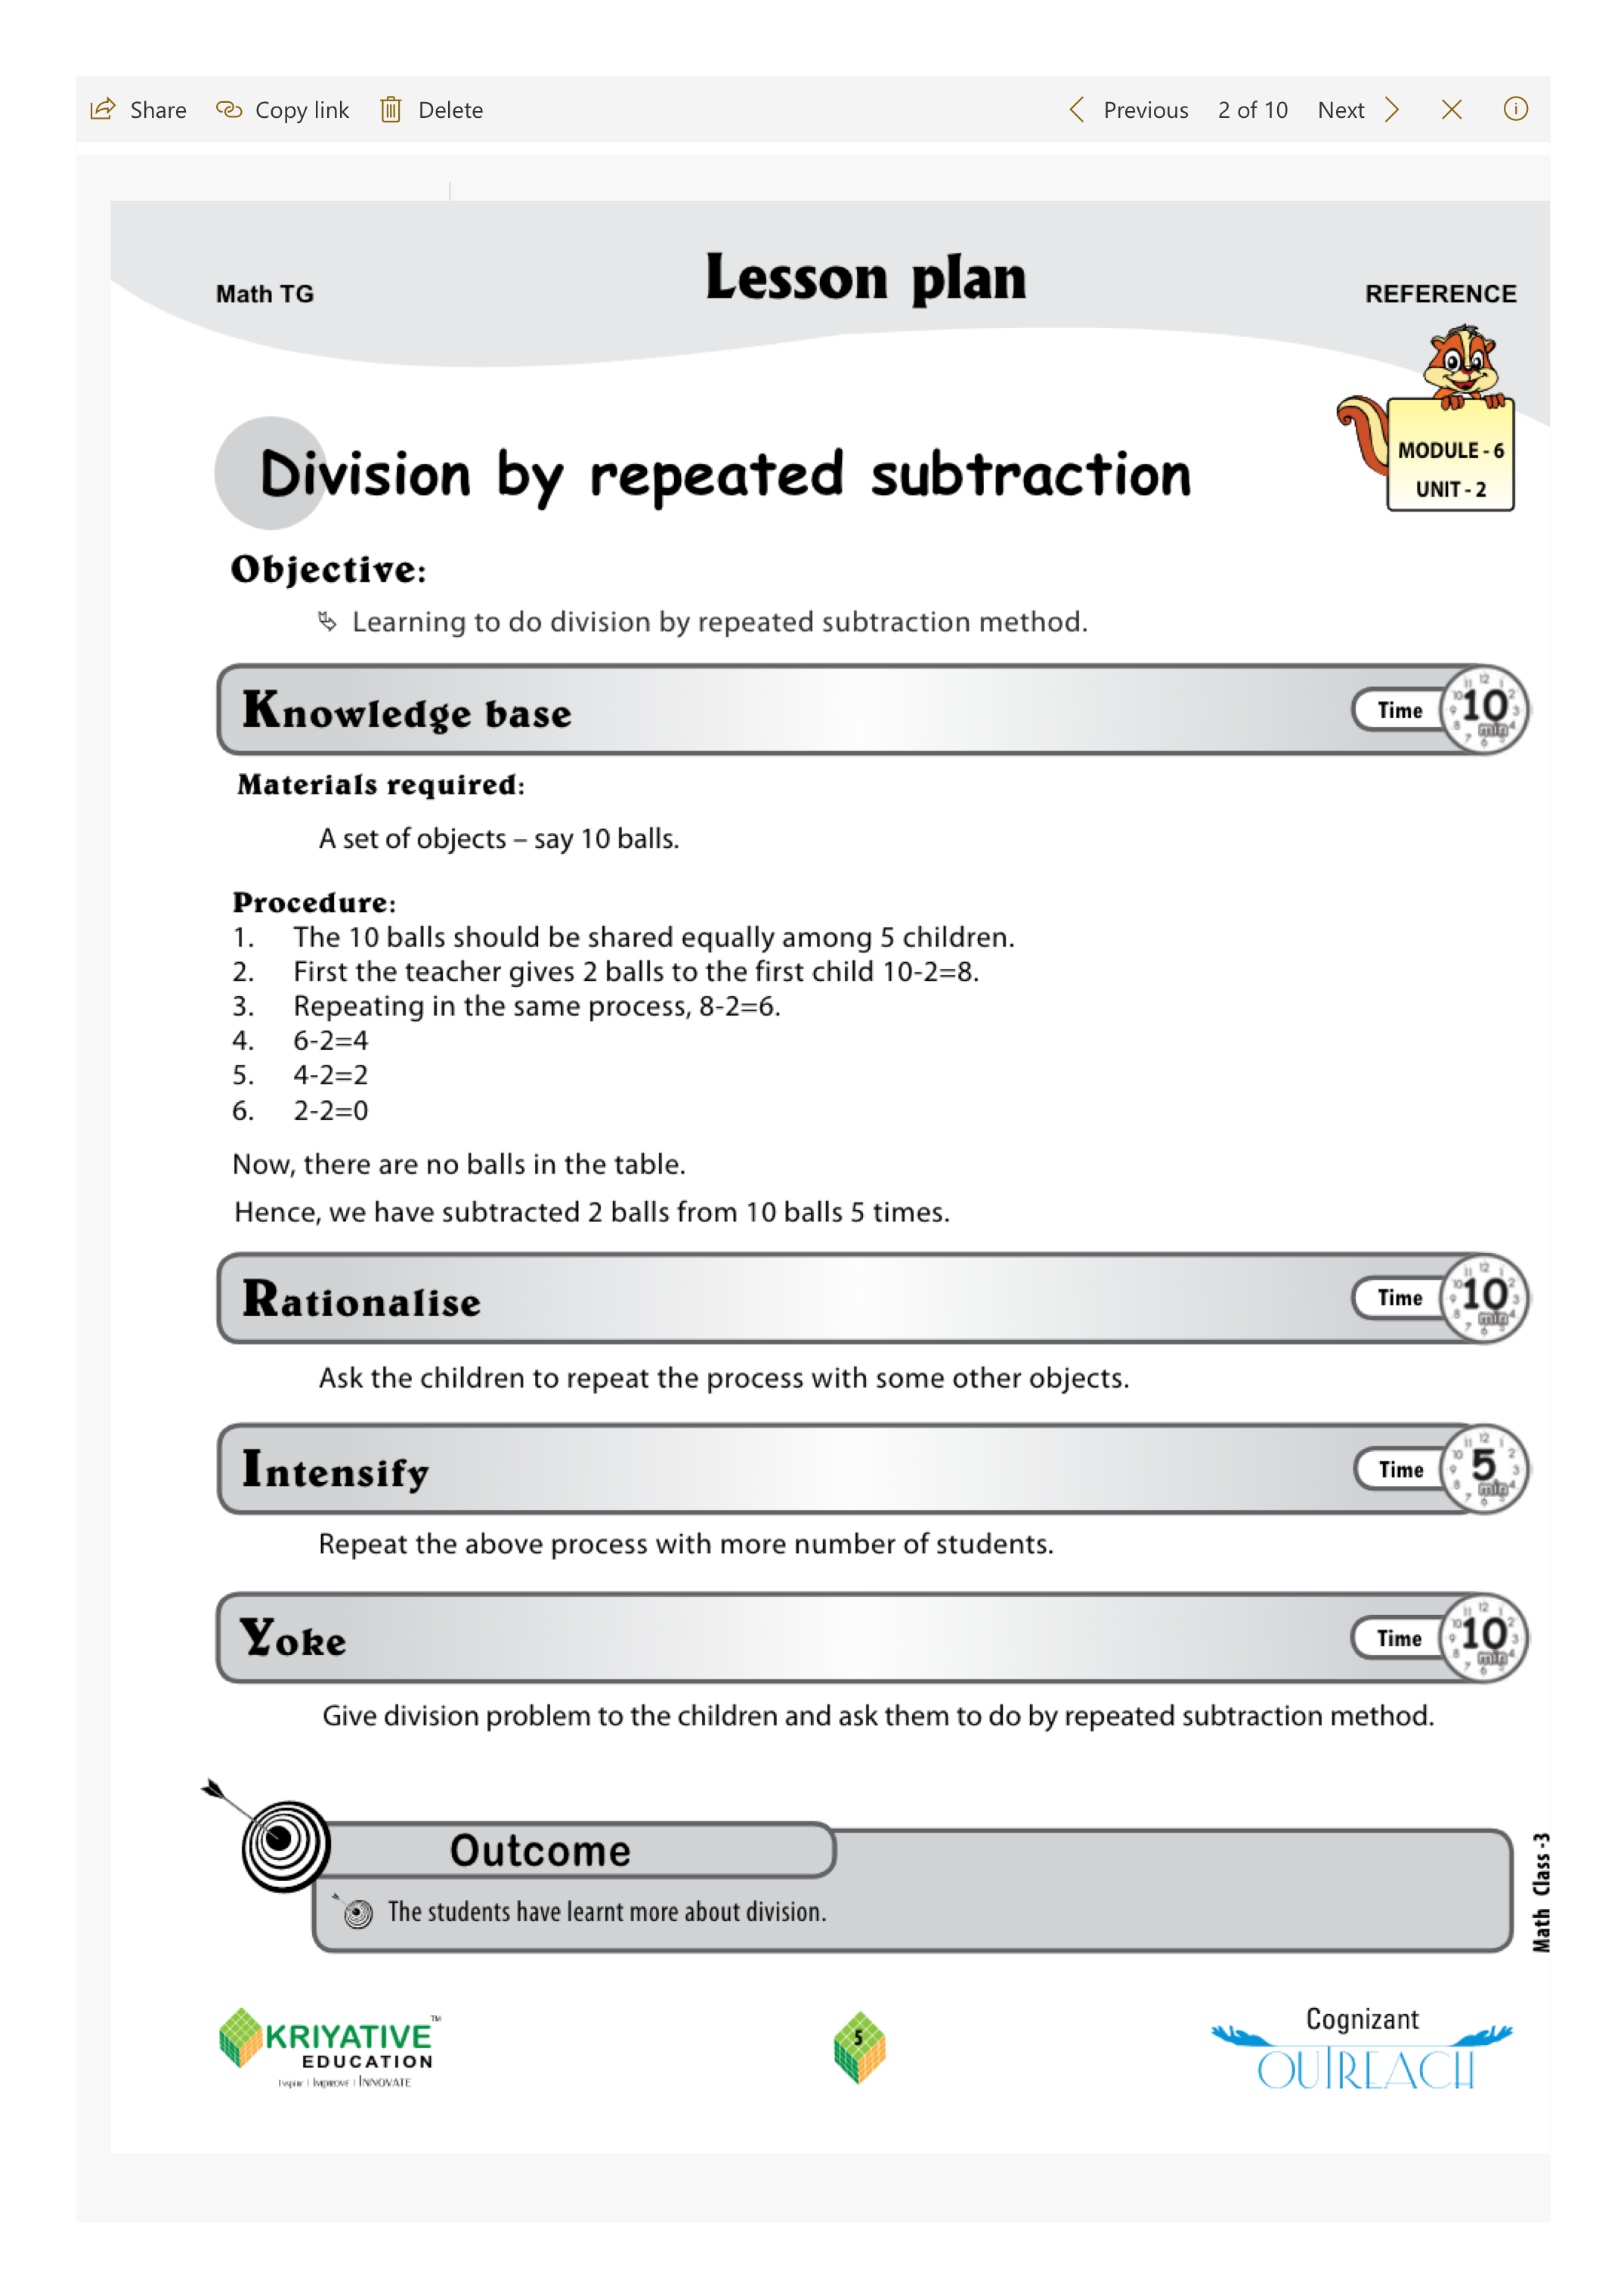 Share Copy link Delete Previous 2 of 10 Next
Math TG
Lesson plan
REFERENCE
MODULE - 6
UNIT - 2
Division by repeated subtraction
Objective:
Learning to do division by repeated subtraction method.
Knowledge base
Time 10 min
Materials required:
A set of objects – say 10 balls.
Procedure:
1. The 10 balls should be shared equally among 5 children.
2. First the teacher gives 2 balls to the first child 10-2=8.
3. Repeating in the same process, 8-2=6.
4. 6-2=4
5. 4-2=2
6. 2-2=0
Now, there are no balls in the table.
Hence, we have subtracted 2 balls from 10 balls 5 times.
Rationalise
Time 10 min
Ask the children to repeat the process with some other objects.
Intensify
Time 5 min
Repeat the above process with more number of students.
Yoke
Time 10 min
Give division problem to the children and ask them to do by repeated subtraction method.
Outcome
The students have learnt more about division.
Math Class -3
KRIYATIVE TM
EDUCATION
Inspire | Improve | Innovate
5
Cognizant
OUTREACH